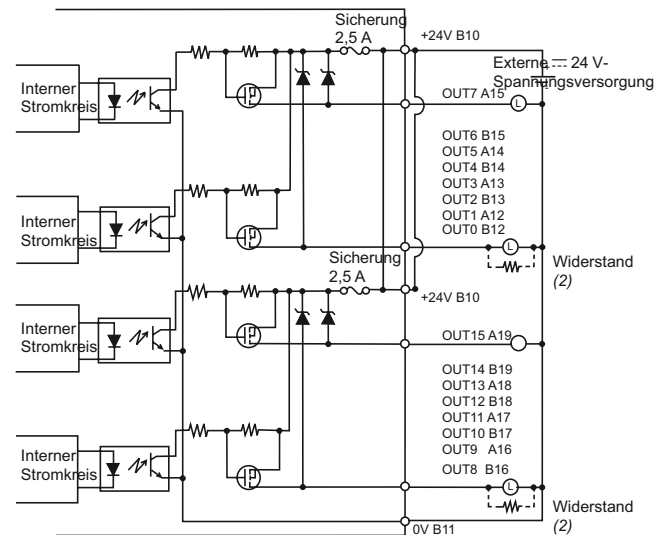 Sicherung
2,5 A
+24V B10
Externe 24 V-
Spannungsversorgung
+
Interner
Stromkreis
OUT7 A15
L
OUT6 B15
OUT5 A14
OUT4 B14
OUT3 A13
OUT2 B13
OUT1 A12
OUT0 B12
Interner
Stromkreis
L
Sicherung
2,5 A
Widerstand
(2)
+24V B10
Interner
Stromkreis
OUT15 A19
OUT14 B19
OUT13 A18
OUT12 B18
OUT11 A17
OUT10 B17
OUT9 A16
OUT8 B16
Interner
Stromkreis
L
Widerstand
(2)
0V B11